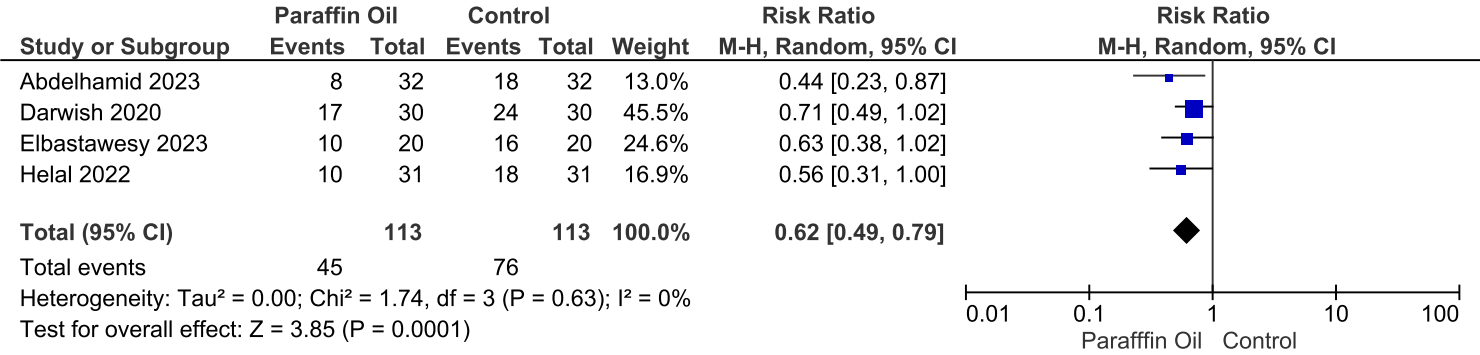 Paraffin Oil Control Risk Ratio Risk Ratio
Study or Subgroup Events Total Events Total Weight M-H, Random, 95% CI M-H, Random, 95% CI
Abdelhamid 2023 8 32 18 32 13.0% 0.44 [0.23, 0.87]
Darwish 2020 17 30 24 30 45.5% 0.71 [0.49, 1.02]
Elbastawesy 2023 10 20 16 20 24.6% 0.63 [0.38, 1.02]
Helal 2022 10 31 18 31 16.9% 0.56 [0.31, 1.00]
Total (95% CI) 113 113 100.0% 0.62 [0.49, 0.79]
Total events 45 76
Heterogeneity: Tau² = 0.00; Chi² = 1.74, df = 3 (P = 0.63); I² = 0%
Test for overall effect: Z = 3.85 (P = 0.0001)
0.01 0.1 1 10 100
Parafffin Oil Control